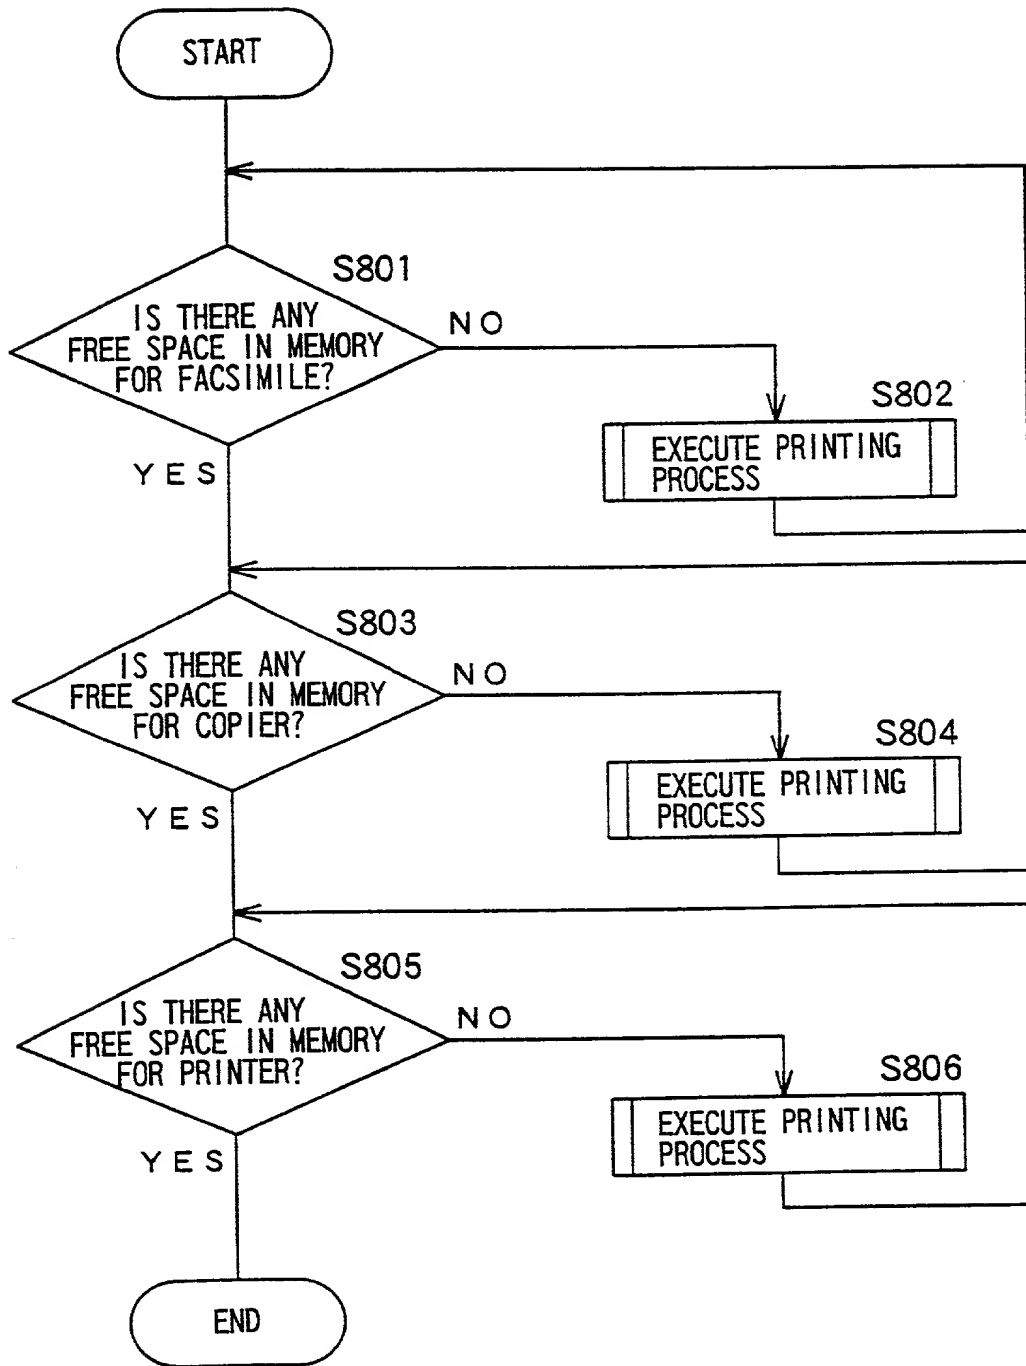 START
S801
IS THERE ANY
FREE SPACE IN MEMORY
FOR FACSIMILE?
NO
YES
S802
EXECUTE PRINTING
PROCESS
S803
IS THERE ANY
FREE SPACE IN MEMORY
FOR COPIER?
NO
YES
S804
EXECUTE PRINTING
PROCESS
S805
IS THERE ANY
FREE SPACE IN MEMORY
FOR PRINTER?
NO
YES
S806
EXECUTE PRINTING
PROCESS
END